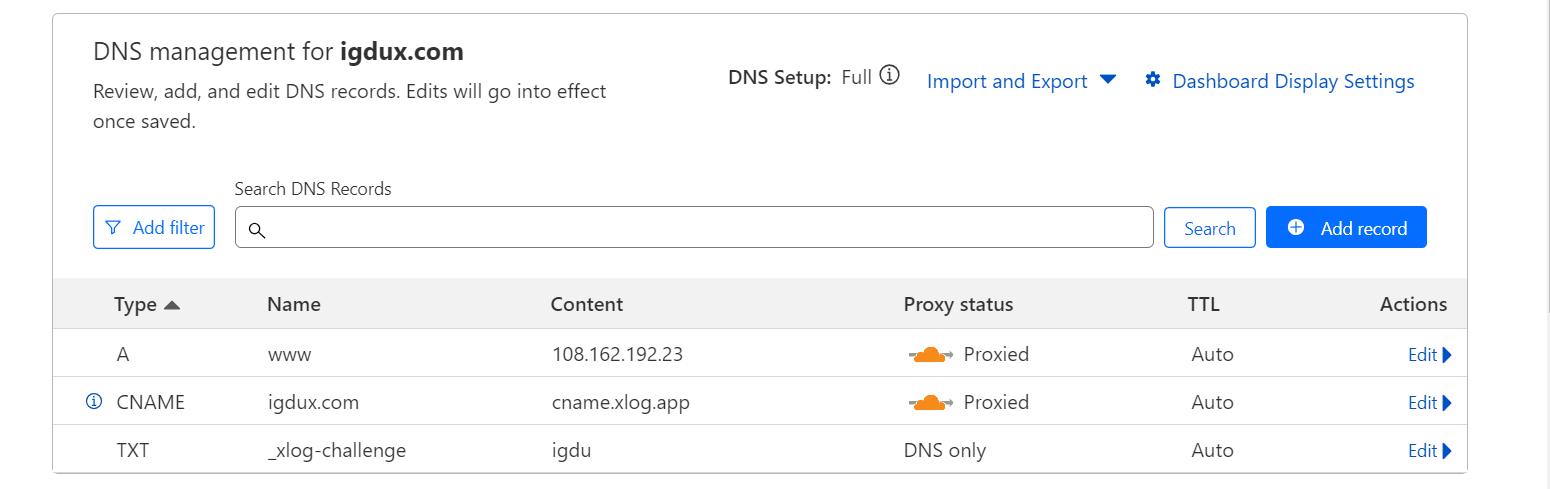 DNS management for igdux.com
Review, add, and edit DNS records. Edits will go into effect
once saved.
DNS Setup: Full
Import and Export
Dashboard Display Settings
Search DNS Records
Add filter
Search
Add record
Type Name Content Proxy status TTL Actions
A www 108.162.192.23 Proxied Auto Edit
CNAME igdux.com cname.xlog.app Proxied Auto Edit
TXT _xlog-challenge igdu DNS only Auto Edit